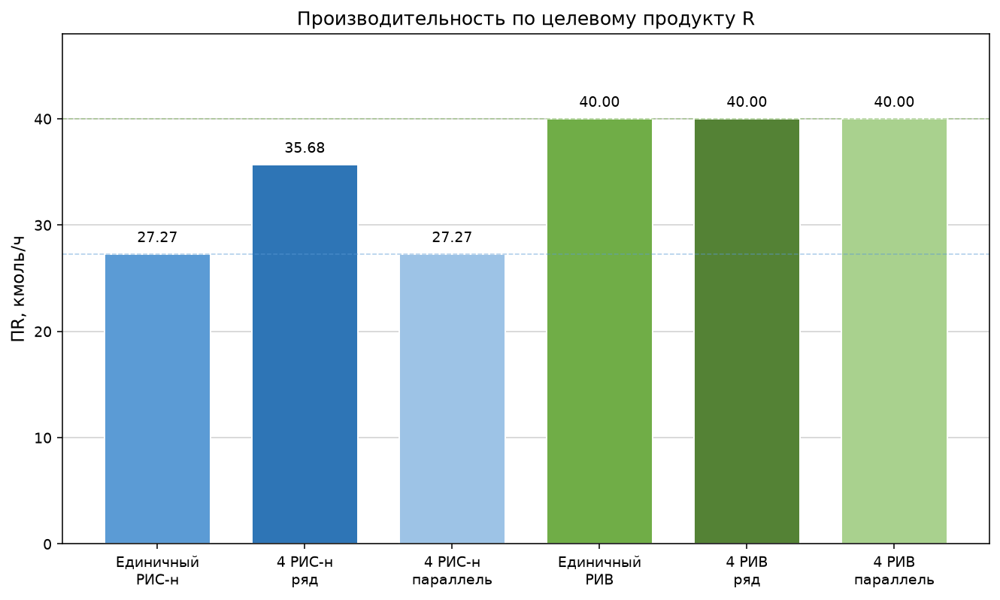 Производительность по целевому продукту R
ПR, кмоль/ч
40
30
20
10
0
27.27
35.68
27.27
40.00
40.00
40.00
Единичный
РИС-н
4 РИС-н
ряд
4 РИС-н
параллель
Единичный
РИВ
4 РИВ
ряд
4 РИВ
параллель